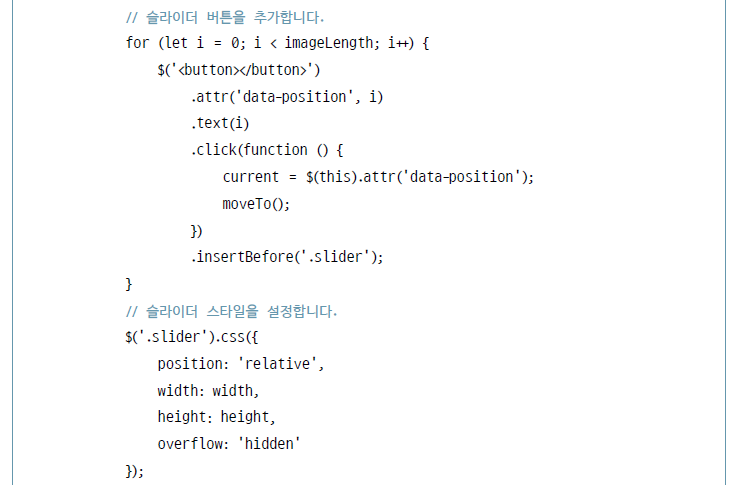 // 슬라이더 버튼을 추가합니다.
for (let i = 0; i < imageLength; i++) {
    $('<button></button>')
        .attr('data-position', i)
        .text(i)
        .click(function () {
            current = $(this).attr('data-position');
            moveTo();
        })
        .insertBefore('.slider');
}
// 슬라이더 스타일을 설정합니다.
$('.slider').css({
    position: 'relative',
    width: width,
    height: height,
    overflow: 'hidden'
});